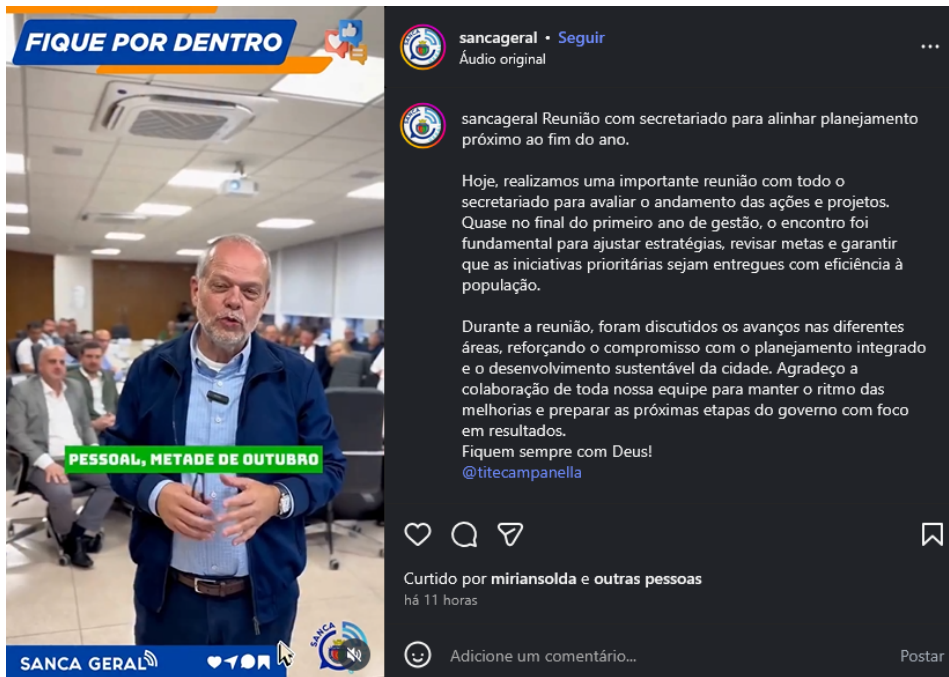 FIQUE POR DENTRO
PESSOAL, METADE DE OUTUBRO
SANCA GERAL
SANCA
SANCA
sancageral • Seguir
Áudio original
SANCA
sancageral Reunião com secretariado para alinhar planejamento
próximo ao fim do ano.
Hoje, realizamos uma importante reunião com todo o
secretariado para avaliar o andamento das ações e projetos.
Quase no final do primeiro ano de gestão, o encontro foi
fundamental para ajustar estratégias, revisar metas e garantir
que as iniciativas prioritárias sejam entregues com eficiência à
população.
Durante a reunião, foram discutidos os avanços nas diferentes
áreas, reforçando o compromisso com o planejamento integrado
e o desenvolvimento sustentável da cidade. Agradeço a
colaboração de toda nossa equipe para manter o ritmo das
melhorias e preparar as próximas etapas do governo com foco
em resultados.
Fiquem sempre com Deus!
@titecampanella
Curtido por miriansolda e outras pessoas
há 11 horas
Adicione um comentário...
Postar